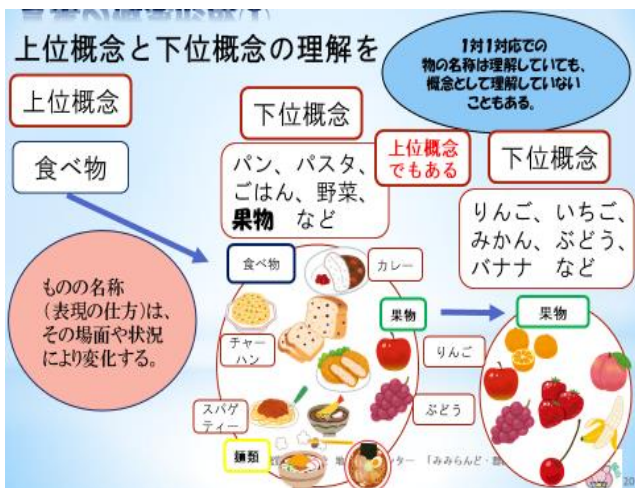 上位概念と下位概念の理解を
1対1対応での
物の名称は理解していても、
概念として理解していない
こともある。
上位概念
下位概念
上位概念
でもある
下位概念
食べ物
パン、パスタ、
ごはん、野菜、
果物 など
りんご、いちご、
みかん、ぶどう、
バナナ など
ものの名称
(表現の仕方)は、
その場面や状況
により変化する。
食べ物
カレー
果物
果物
チャー
ハン
りんご
スパゲ
ティー
ぶどう
麺類
ター 「みみらんど・
20